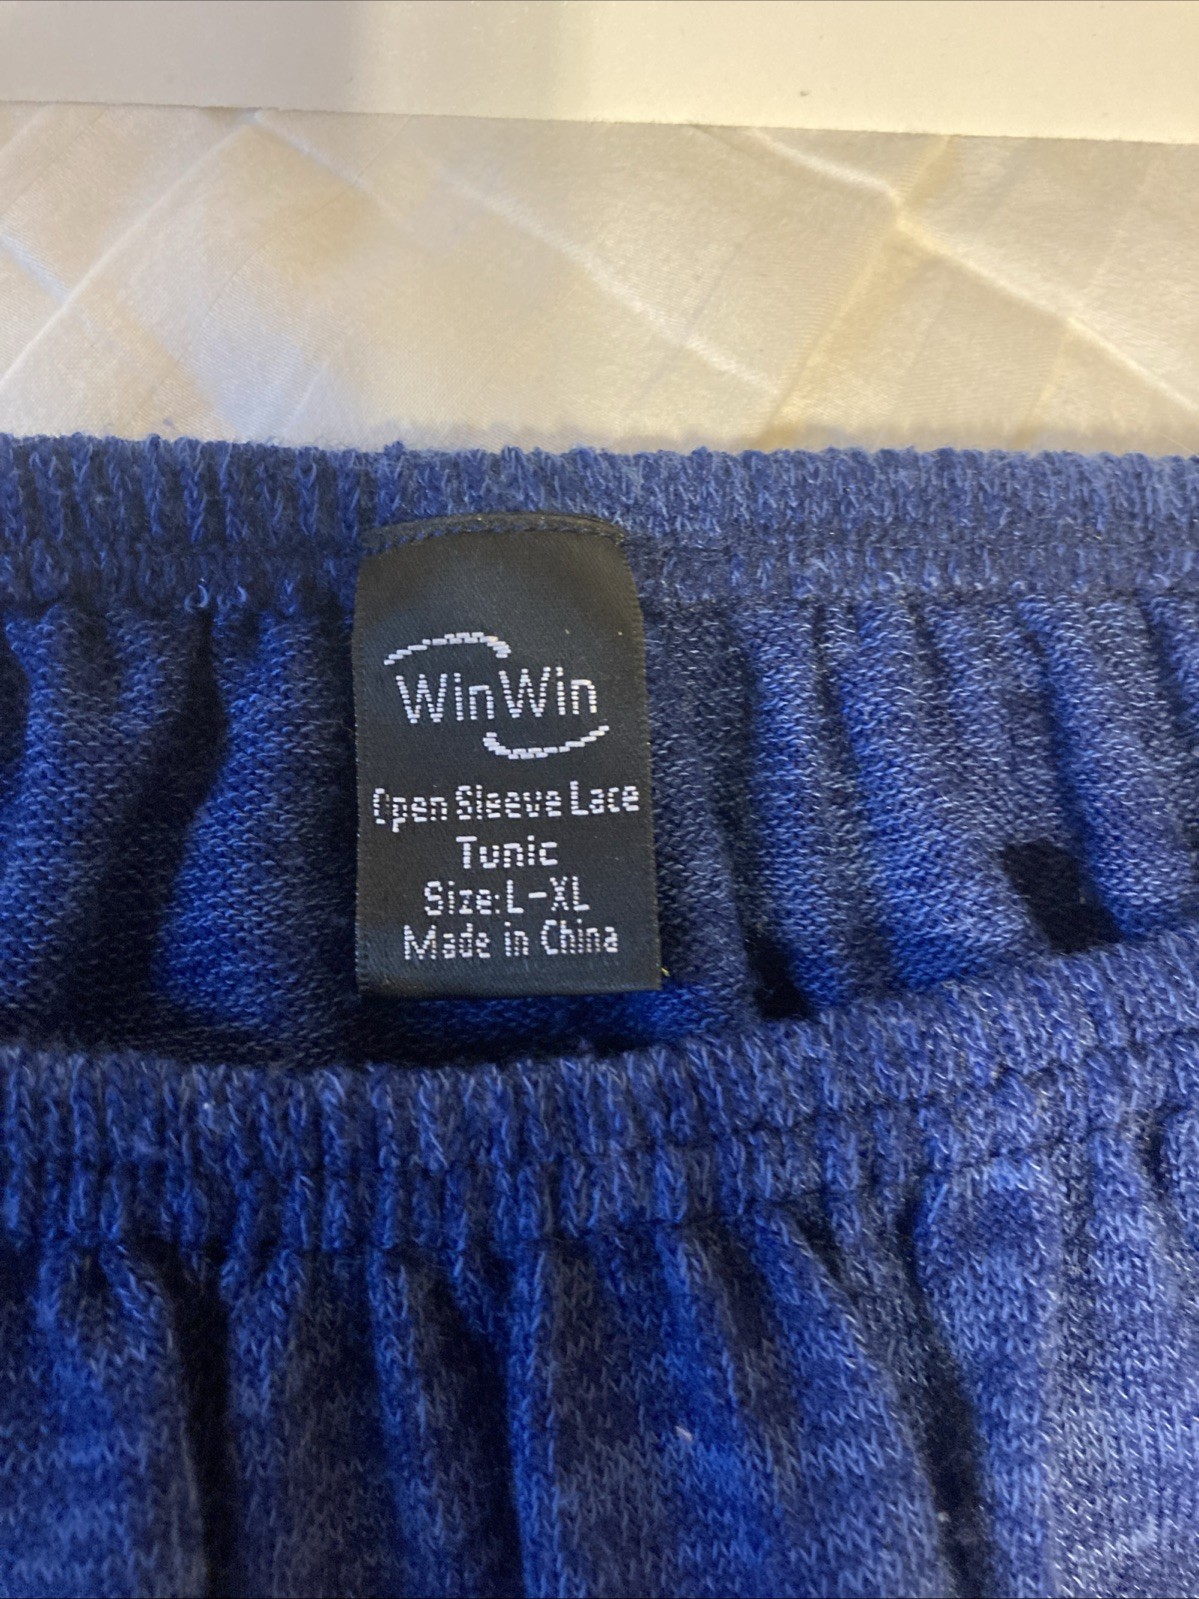 WinWin
Open Sleeve Lace
Tunic
Size:L-XL
Made in China